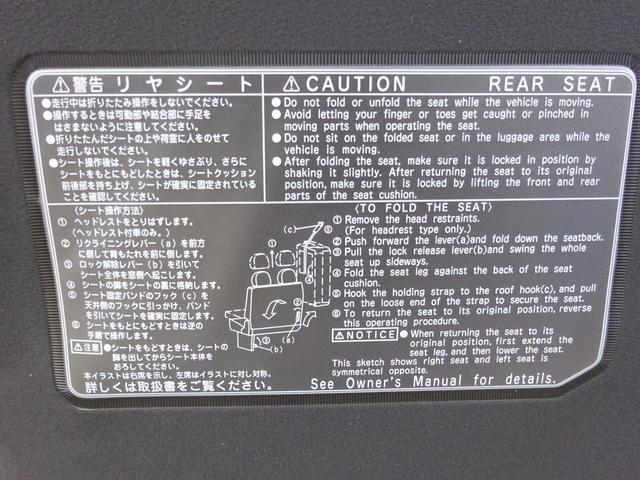 ⚠警告 リヤシート
●走行中は折りたたみ操作をしないでください。
●操作するときは可動部や結合部に手足を
はさまないように注意してください。
●折りたたんだシートの上や荷室に人をのせて
走行しないでください。
●シート操作後は、シートを軽くゆさぶり、さらに
シートをもとにもどしたときは、シートクッション
前後部を持ち上げ、シートが確実に固定されている
ことを確認してください。
⚠CAUTION REAR SEAT
●Do not fold or unfold the seat while the vehicle is moving.
●Avoid letting your finger or toes get caught or pinched in
moving parts when operating the seat.
●Do not sit on the folded seat or in the luggage area while the
vehicle is moving.
●After folding the seat, make sure it is locked in position by
shaking it slightly. After returning the seat to its original
position, make sure it is locked by lifting the front and rear
parts of the seat cushion.
〈シート操作方法〉
① ヘッドレストをとりはずします。
(ヘッドレスト付車のみ。)
② リクライニングレバー(a)を前方
に倒して背もたれを前に倒します。
③ ロック解除レバー(b)を引いて
シート全体を窓側へ起こします。
④ シートの脚をシートの裏に格納します。
⑤ シート固定バンドのフック(c)を
天井側のフックに引っかけ、バンド
を引いてシートを確実に固定します。
⑥ シートをもとにもどすときは逆の
手順で操作します。
⚠注意 ●シートをもどすときは、シートの
脚を出してからシート本体を
おろしてください。
本イラストは右席を示し、左席はイラストに対し対称。
詳しくは取扱書をご覧ください。
(c)
⑤
①
③
②
(a)
④
③
(b)
〈TO FOLD THE SEAT〉
① Remove the head restraints.
(For headrest type only.)
② Push forward the lever(a)and fold down the seatback.
③ Pull the lock release lever(b)and swing the whole
seat up sideways.
④ Fold the seat leg against the back of the seat
cushion.
⑤ Hook the holding strap to the roof hook(c), and pull
on the loose end of the strap to secure the seat.
⑥ To return the seat to its original position, reverse
this operating procedure.
⚠NOTICE ●When returning the seat to its
original position, first extend the
seat leg, and then lower the seat.
This sketch shows right seat and left seat is
symmetrical opposite.
See Owner's Manual for details.